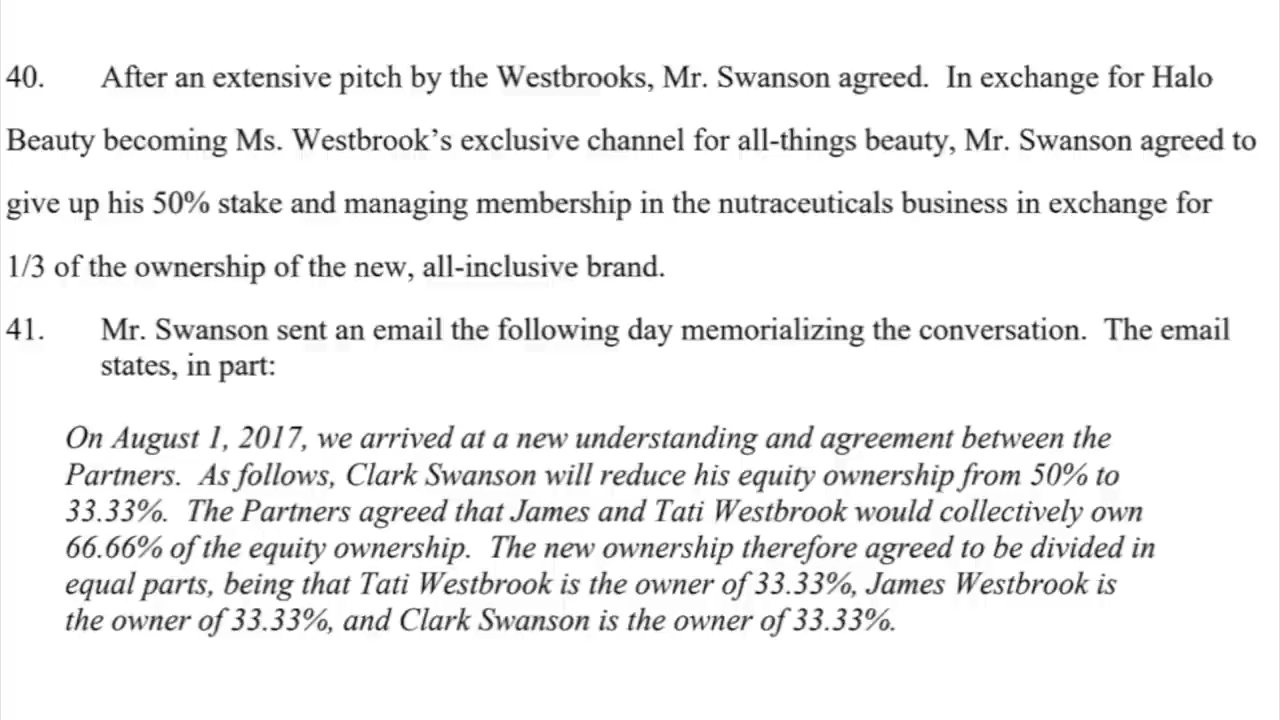 40. After an extensive pitch by the Westbrooks, Mr. Swanson agreed. In exchange for Halo
Beauty becoming Ms. Westbrook's exclusive channel for all-things beauty, Mr. Swanson agreed to
give up his 50% stake and managing membership in the nutraceuticals business in exchange for
1/3 of the ownership of the new, all-inclusive brand.
41. Mr. Swanson sent an email the following day memorializing the conversation. The email
states, in part:
On August 1, 2017, we arrived at a new understanding and agreement between the
Partners. As follows, Clark Swanson will reduce his equity ownership from 50% to
33.33%. The Partners agreed that James and Tati Westbrook would collectively own
66.66% of the equity ownership. The new ownership therefore agreed to be divided in
equal parts, being that Tati Westbrook is the owner of 33.33%, James Westbrook is
the owner of 33.33%, and Clark Swanson is the owner of 33.33%.